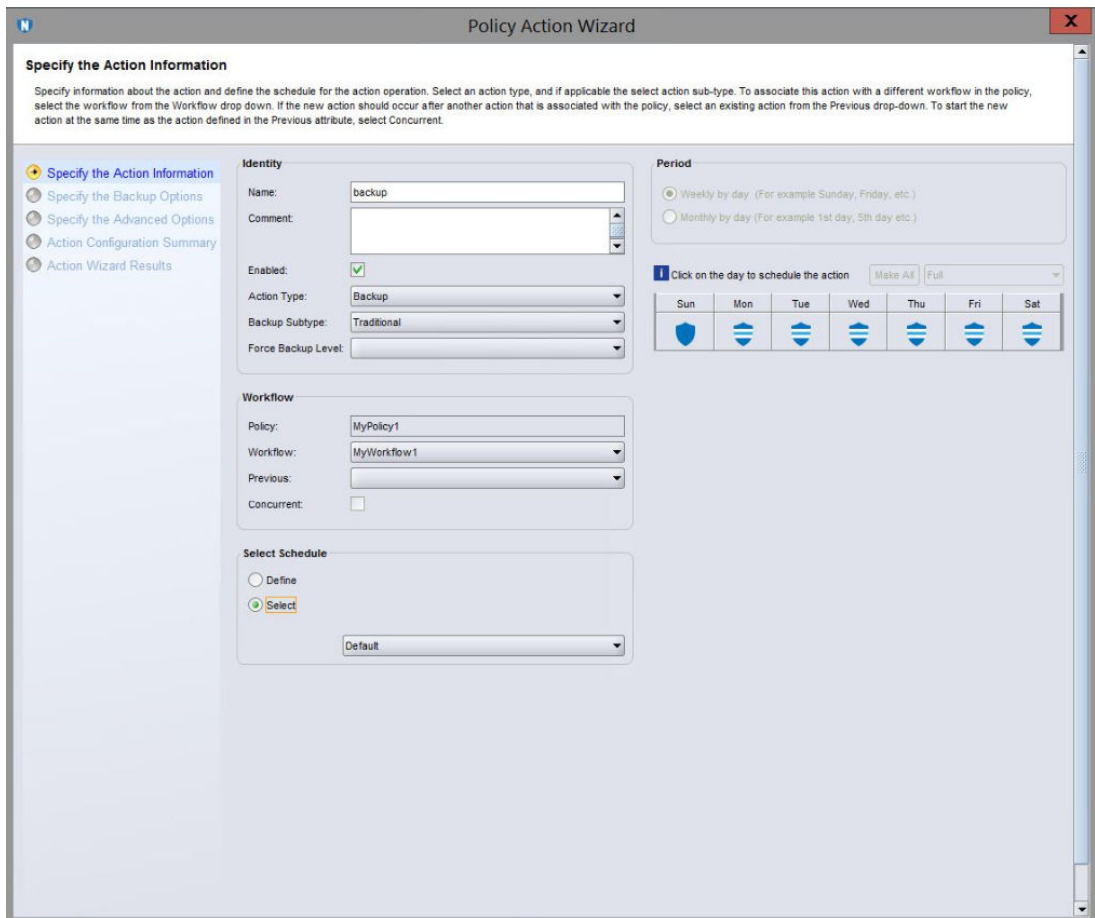 Policy Action Wizard
X
Specify the Action Information
Specify information about the action and define the schedule for the action operation. Select an action type, and if applicable the select action sub-type. To associate this action with a different workflow in the policy,
select the workflow from the Workflow drop down. If the new action should occur after another action that is associated with the policy, select an existing action from the Previous drop-down. To start the new
action at the same time as the action defined in the Previous attribute, select Concurrent.
Specify the Action Information
Specify the Backup Options
Specify the Advanced Options
Action Configuration Summary
Action Wizard Results
Identity
Name: backup
Comment:
Enabled:
Action Type: Backup
Backup Subtype: Traditional
Force Backup Level:
Workflow
Policy: MyPolicy1
Workflow: MyWorkflow1
Previous:
Concurrent:
Select Schedule
Define
Select
Default
Period
Weekly by day (For example Sunday, Friday, etc.)
Monthly by day (For example 1st day, 5th day etc.)
i Click on the day to schedule the action Make All Full
Sun Mon Tue Wed Thu Fri Sat